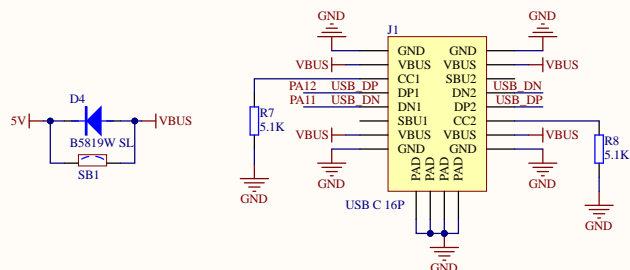 GND
GND
J1
GND
GND
VBUS
VBUS
VBUS
VBUS
CC1
SBU2
PA12
USB_DP
DP1
DN2
USB_DN
PA11
USB_DN
DN1
DP2
USB_DP
SBU1
CC2
VBUS
VBUS
VBUS
VBUS
GND
GND
PAD
PAD
PAD
PAD
D4
5V
VBUS
B5819W SL
SB1
R7
5.1K
GND
GND
GND
R8
5.1K
GND
USB C 16P
GND